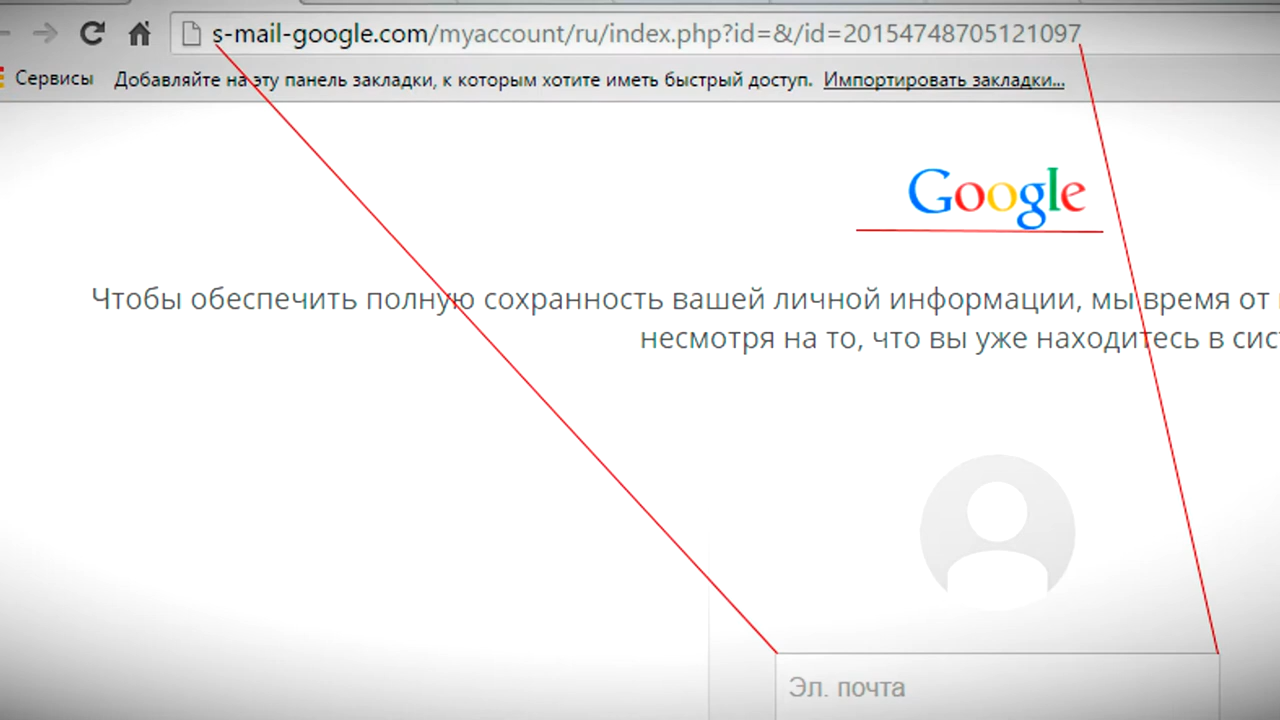 s-mail-google.com/myaccount/ru/index.php?id=&/id=20154748705121097
Сервисы Добавляйте на эту панель закладки, к которым хотите иметь быстрый доступ. Импортировать закладки...
Google
Чтобы обеспечить полную сохранность вашей личной информации, мы время от
несмотря на то, что вы уже находитесь в сис
Эл. почта